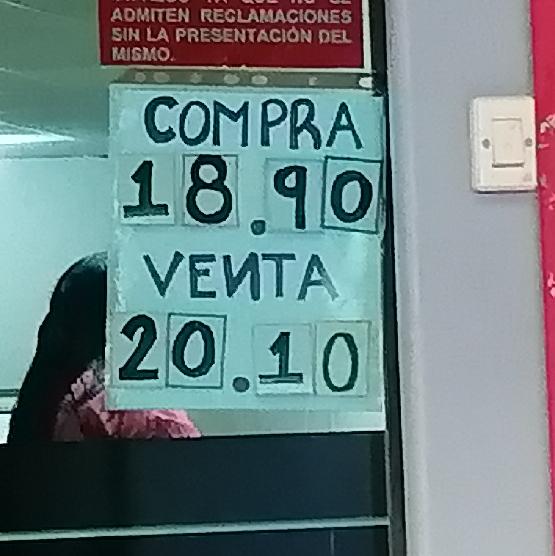 ADMITEN RECLAMACIONES
SIN LA PRESENTACIÓN DEL
MISMO.
COMPRA
18.90
VENTA
20.10